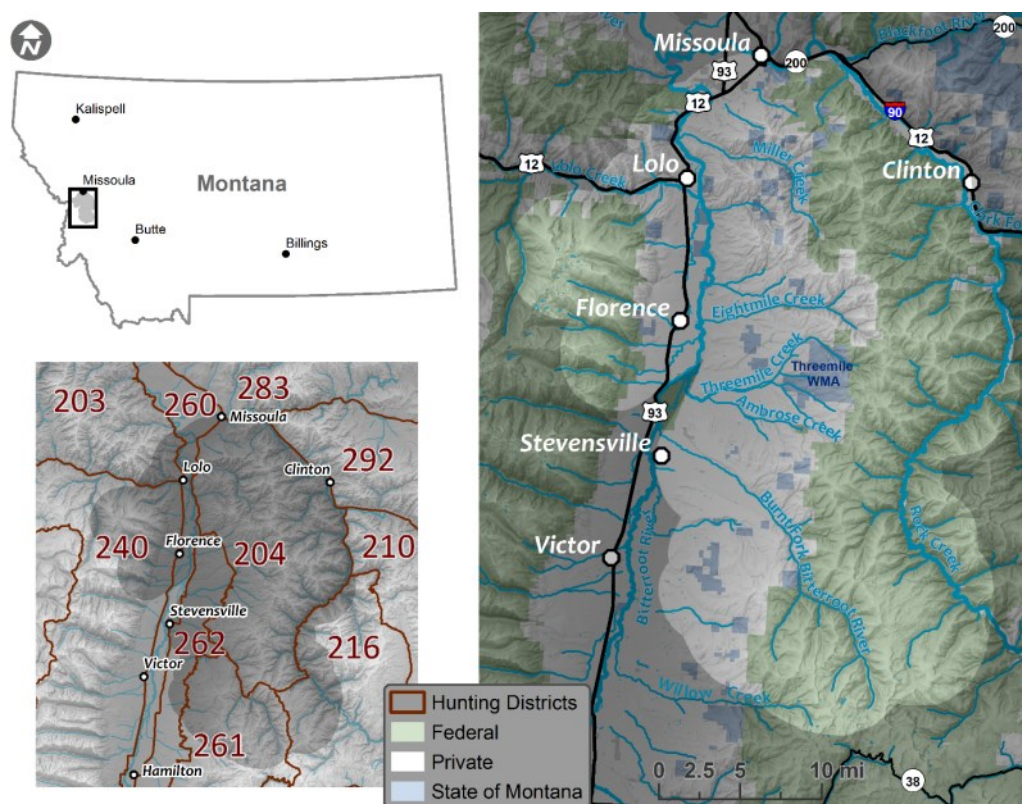 N
Kalispell
Missoula
Montana
Butte
Billings
203
260
283
Missoula
Lolo
Clinton
292
240
Florence
204
210
Stevensville
262
216
Victor
261
Hamilton
Hunting Districts
Federal
Private
State of Montana
Missoula
200
Blackfoot River
200
93
12
90
12
Miller Creek
Lolo
12
Lolo Creek
Clinton
Florence
Eightmile Creek
Threemile Creek
Threemile
WMA
Ambrose Creek
93
Stevensville
Burnt Fork Bitterroot River
Rock Creek
Victor
Bitterroot River
Willow Creek
0 2.5 5 10 mi
38